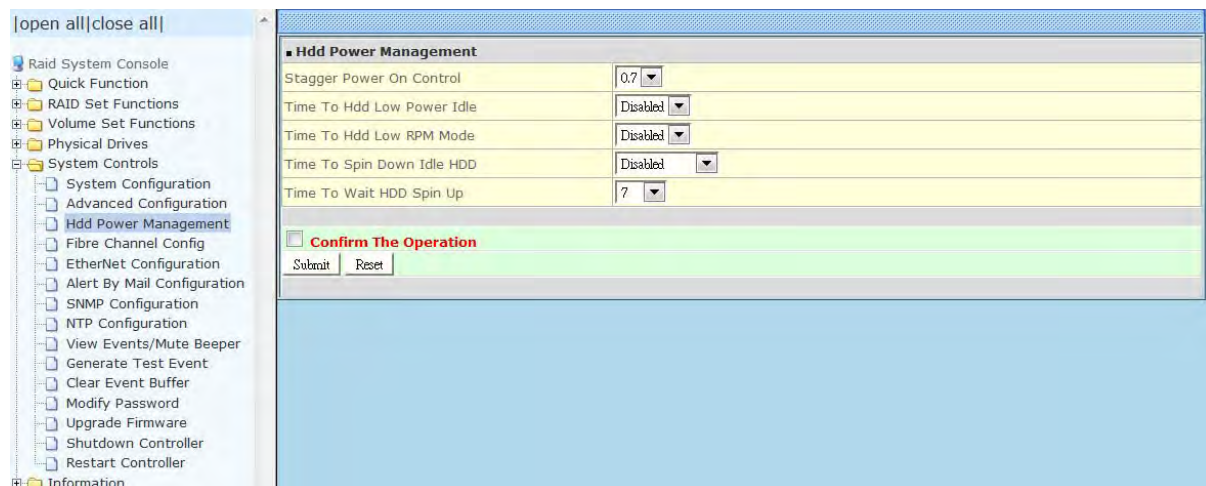 |open all|close all|
Raid System Console
Quick Function
RAID Set Functions
Volume Set Functions
Physical Drives
System Controls
System Configuration
Advanced Configuration
Hdd Power Management
Fibre Channel Config
EtherNet Configuration
Alert By Mail Configuration
SNMP Configuration
NTP Configuration
View Events/Mute Beeper
Generate Test Event
Clear Event Buffer
Modify Password
Upgrade Firmware
Shutdown Controller
Restart Controller
Information
Hdd Power Management
Stagger Power On Control 0.7
Time To Hdd Low Power Idle Disabled
Time To Hdd Low RPM Mode Disabled
Time To Spin Down Idle HDD Disabled
Time To Wait HDD Spin Up 7
Confirm The Operation
Submit Reset